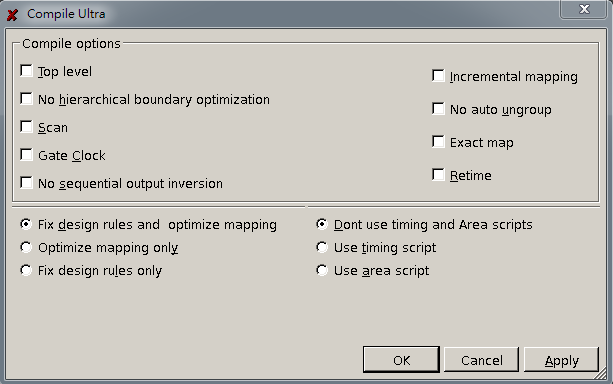 Compile Ultra
Compile options
Top level
No hierarchical boundary optimization
Scan
Gate Clock
No sequential output inversion
Incremental mapping
No auto ungroup
Exact map
Retime
Fix design rules and  optimize mapping
Optimize mapping only
Fix design rules only
Dont use timing and Area scripts
Use timing script
Use area script
OK
Cancel
Apply